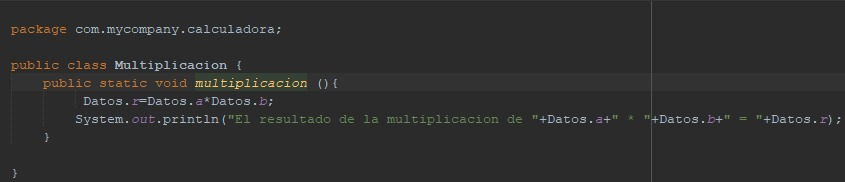 package com.mycompany.calculadora;
public class Multiplicacion {
public static void multiplicacion (){
Datos.r=Datos.a*Datos.b;
System.out.println("El resultado de la multiplicacion de "+Datos.a+" * "+Datos.b+" = "+Datos.r);
}
}